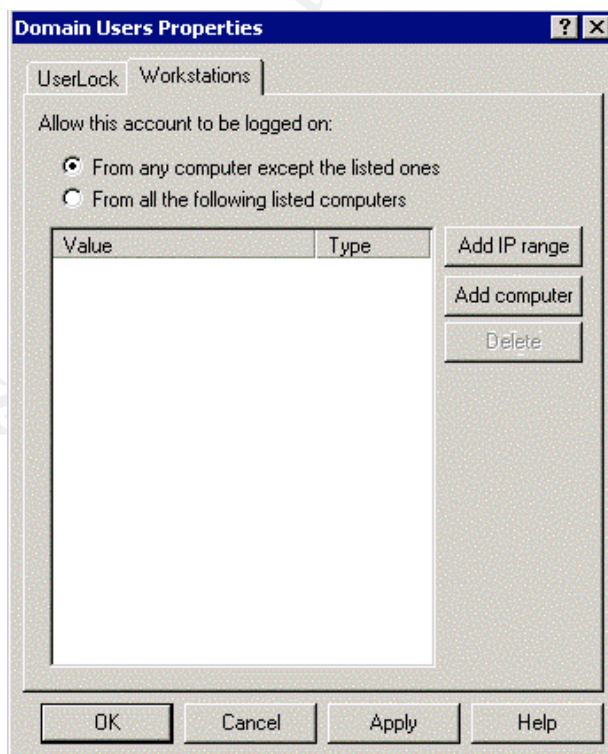 Domain Users Properties
UserLock Workstations
Allow this account to be logged on:
From any computer except the listed ones
From all the following listed computers
Value Type
Add IP range
Add computer
Delete
OK Cancel Apply Help